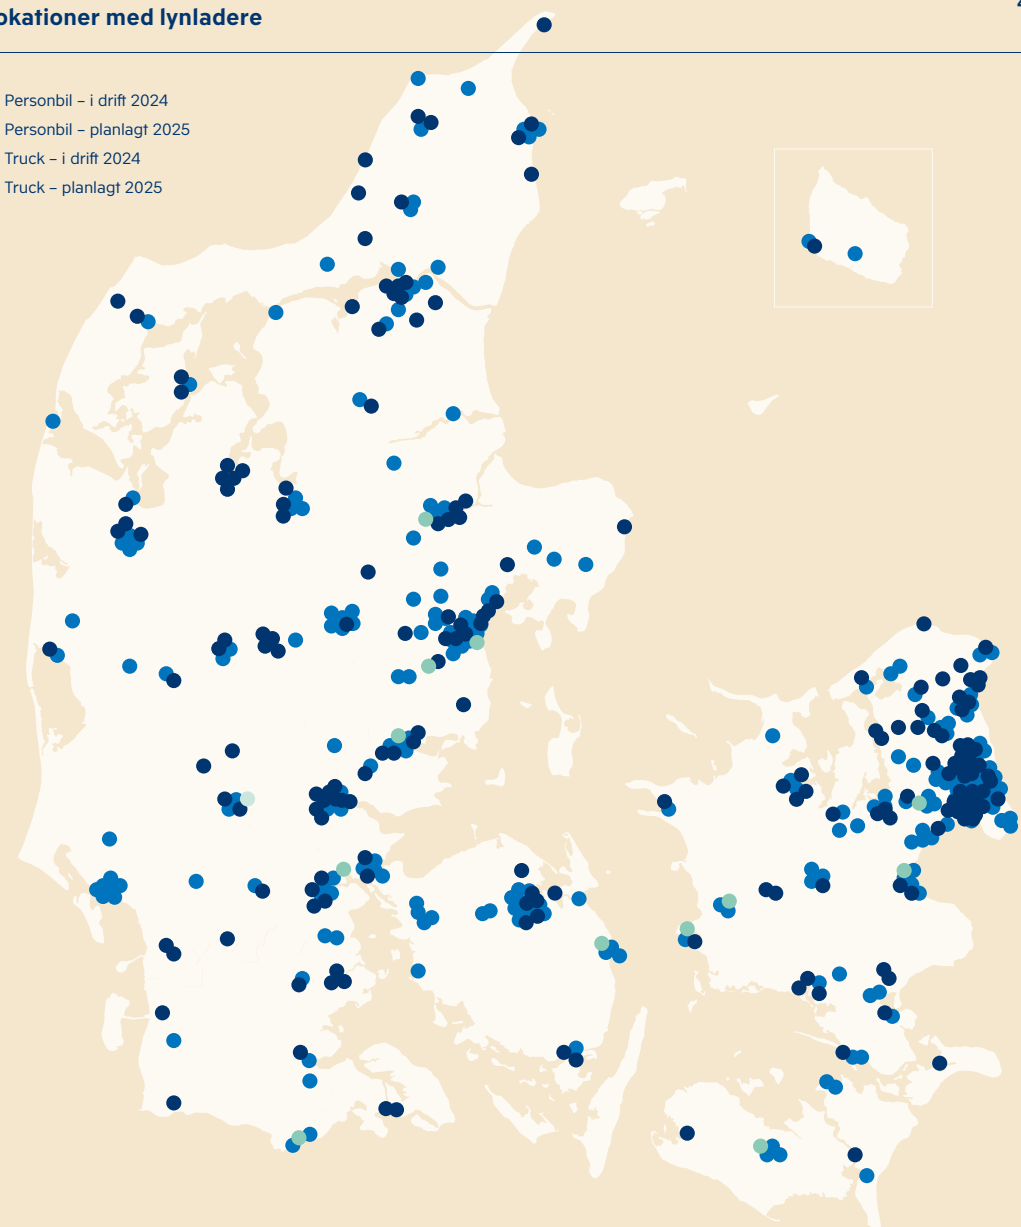 okationer med lynladere
Personbil – i drift 2024
Personbil – planlagt 2025
Truck – i drift 2024
Truck – planlagt 2025